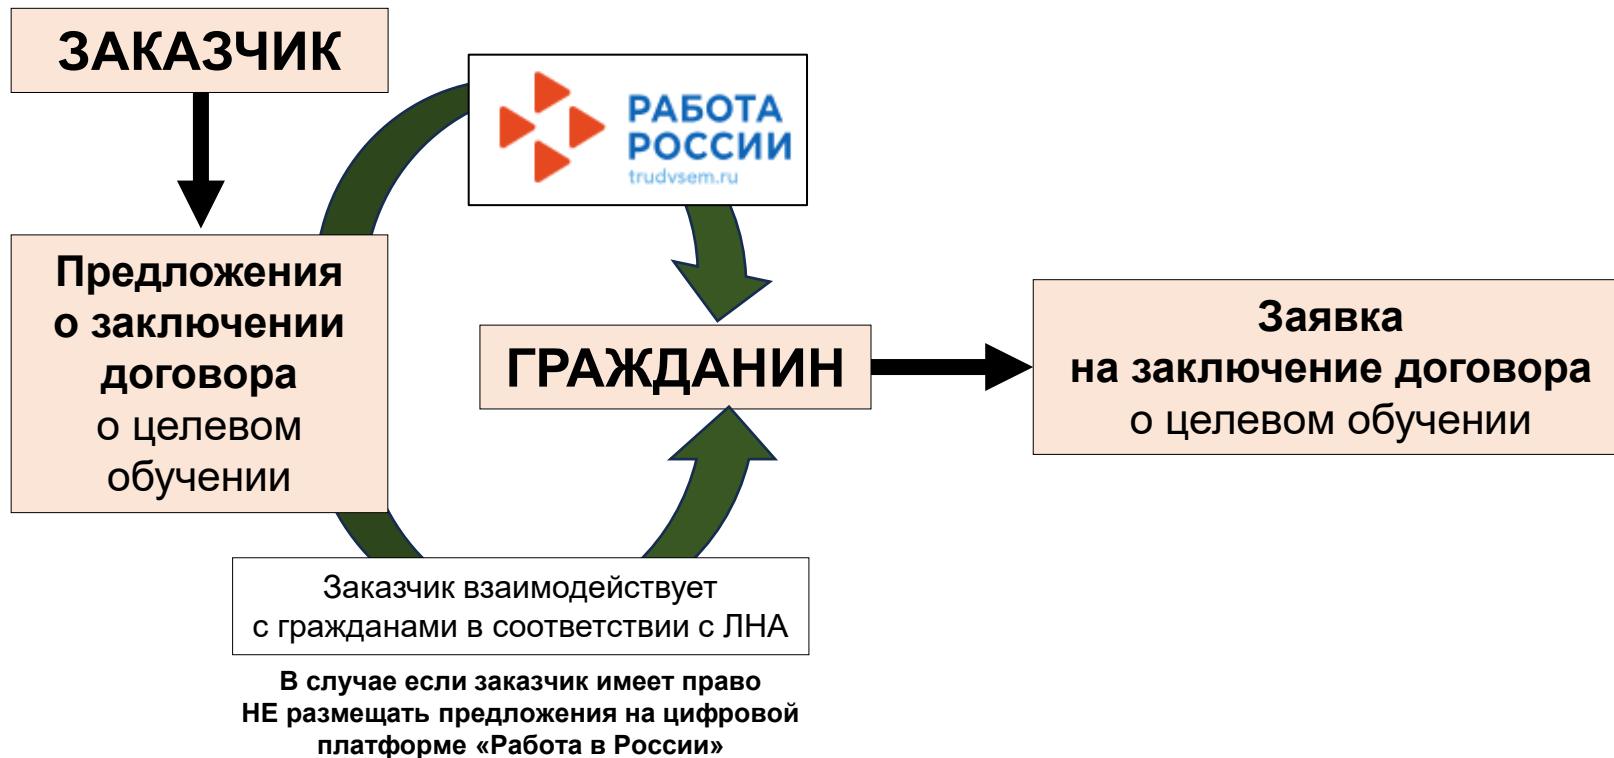 ЗАКАЗЧИК
РАБОТА
РОССИИ
trudvsem.ru
Предложения
о заключении
договора
о целевом
обучении
ГРАЖДАНИН
Заявка
на заключение договора
о целевом обучении
Заказчик взаимодействует
с гражданами в соответствии с ЛНА
В случае если заказчик имеет право
НЕ размещать предложения на цифровой
платформе «Работа в России»